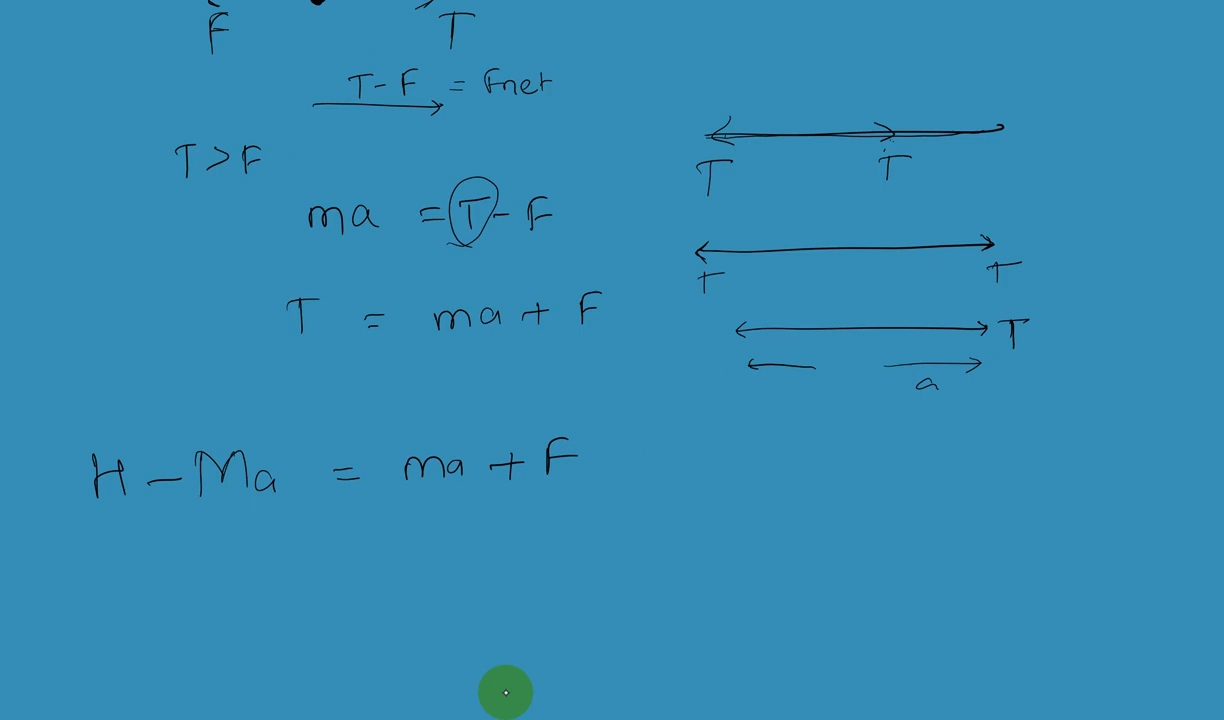 F
T
T - F = Fnet
T > F
ma = T - F
T = ma + F
H - Ma = ma + F
T T
T T
T
a